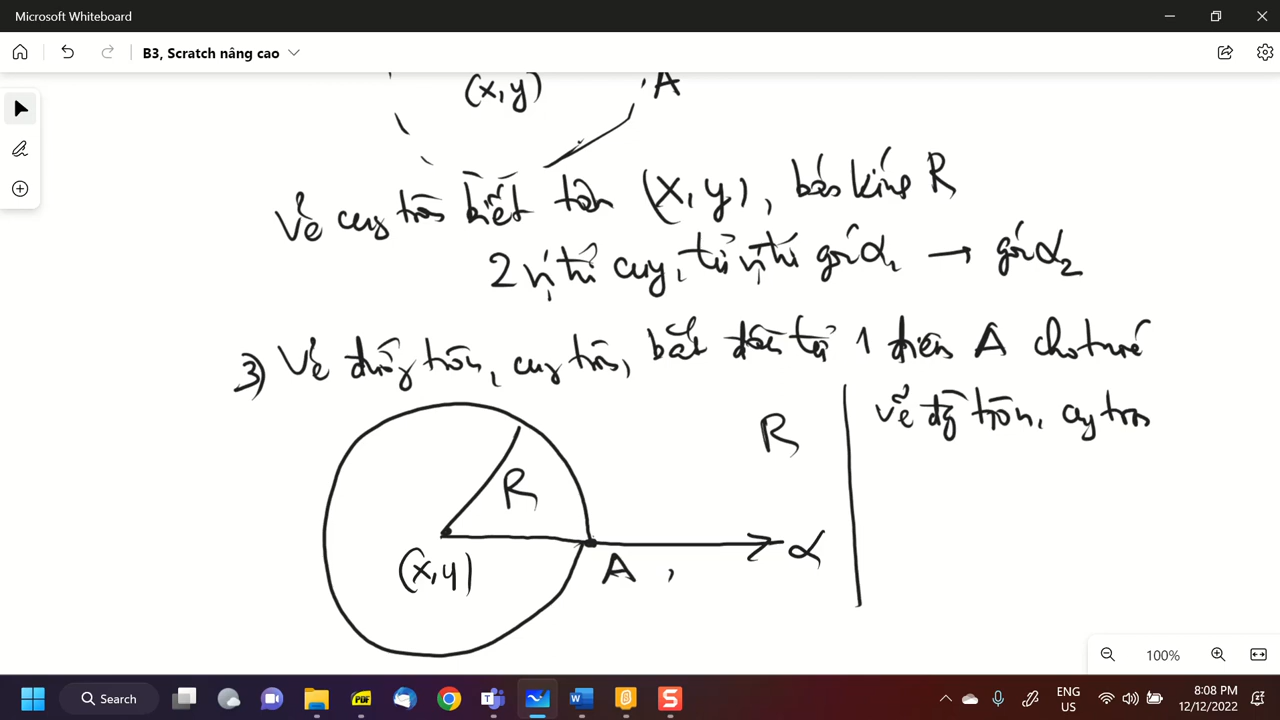 Microsoft Whiteboard
B3, Scratch nâng cao
(x,y) A
Vẽ cung tròn biết tâm (X,y), bán kính R
2 vị trí cung, từ vị trí góc α1 → góc α2
3) Vẽ đường tròn, cung tròn, bắt đầu từ 1 điểm A cho trước
R vẽ đg tròn, cung tròn
R
α
(x,y) A ,
100%
Search
ENG
US
8:08 PM
12/12/2022